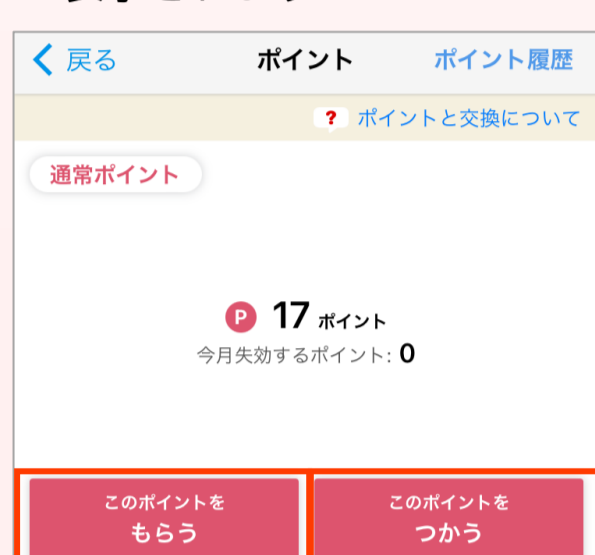 戻る ポイント ポイント履歴
? ポイントと交換について
通常ポイント
P 17 ポイント
今月失効するポイント: 0
このポイントを もらう
このポイントを つかう